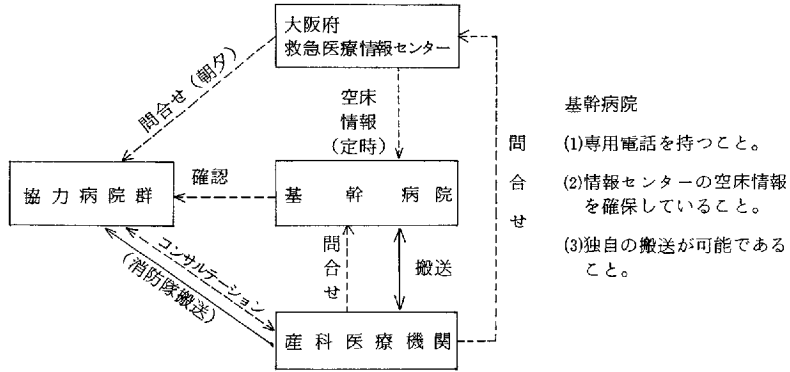 大阪府
救急医療情報センター
問合せ(朝夕)
空床
情報
(定時)
協力病院群
確認
基幹病院
問合せ
搬送
コンサルテーション
(消防隊搬送)
産科医療機関
問合せ
基幹病院
(1)専用電話を持つこと。
(2)情報センターの空床情報
を確保していること。
(3)独自の搬送が可能である
こと。